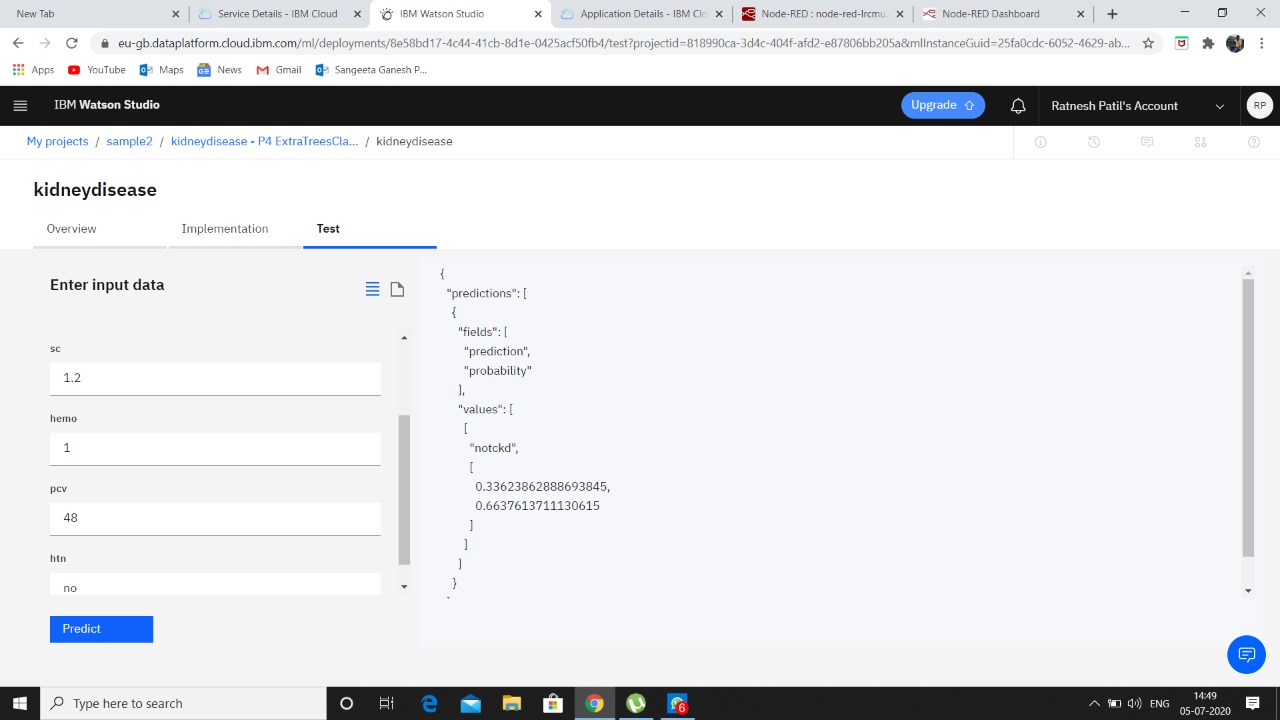 New Tab
Service Details - IBM Cloud
IBM Watson Studio
Application Details - IBM Clo
Node-RED : node-red-lrcmu
Node-RED Dashboard
eu-gb.dataplatform.cloud.ibm.com/ml/deployments/8e58bd17-4c44-41cb-8d1e-0425acf50fb4/test?projectid=818990ca-3d4c-404f-afd2-e87806bb205a&mlInstanceGuid=25fa0cdc-6052-4629-ab...
Apps
YouTube
Maps
News
Gmail
Sangeeta Ganesh P...
IBM Watson Studio
Upgrade
Ratnesh Patil's Account
RP
My projects / sample2 / kidneydisease - P4 ExtraTreesCla... / kidneydisease
kidneydisease
Overview
Implementation
Test
Enter input data
sc
1.2
hemo
1
pcv
48
htn
no
Predict
{
"predictions": [
{
"fields": [
"prediction",
"probability"
],
"values": [
[
"notckd",
[
0.33623862888693845,
0.6637613711130615
]
]
]
}
Type here to search
6
ENG
14:49
05-07-2020